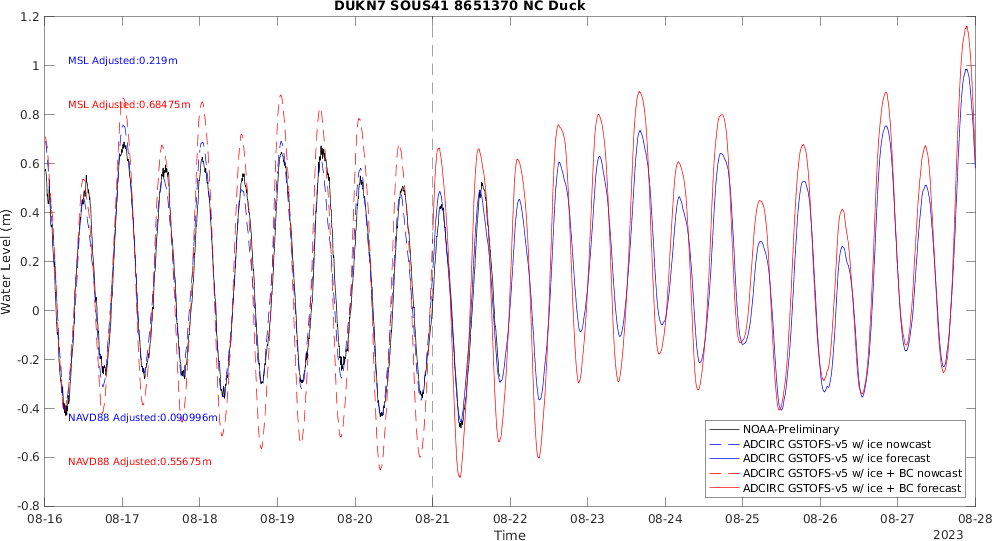 DUKN7 SOUS41 8651370 NC Duck
1.2
1
0.8
0.6
0.4
0.2
0
-0.2
-0.4
-0.6
-0.8
Water Level (m)
MSL Adjusted:0.219m
MSL Adjusted:0.68475m
NAVD88 Adjusted:0.090996m
NAVD88 Adjusted:0.55675m
NOAA-Preliminary
ADCIRC GSTOFS-v5 w/ ice nowcast
ADCIRC GSTOFS-v5 w/ ice forecast
ADCIRC GSTOFS-v5 w/ ice + BC nowcast
ADCIRC GSTOFS-v5 w/ ice + BC forecast
08-16 08-17 08-18 08-19 08-20 08-21 08-22 08-23 08-24 08-25 08-26 08-27 08-28
Time
2023